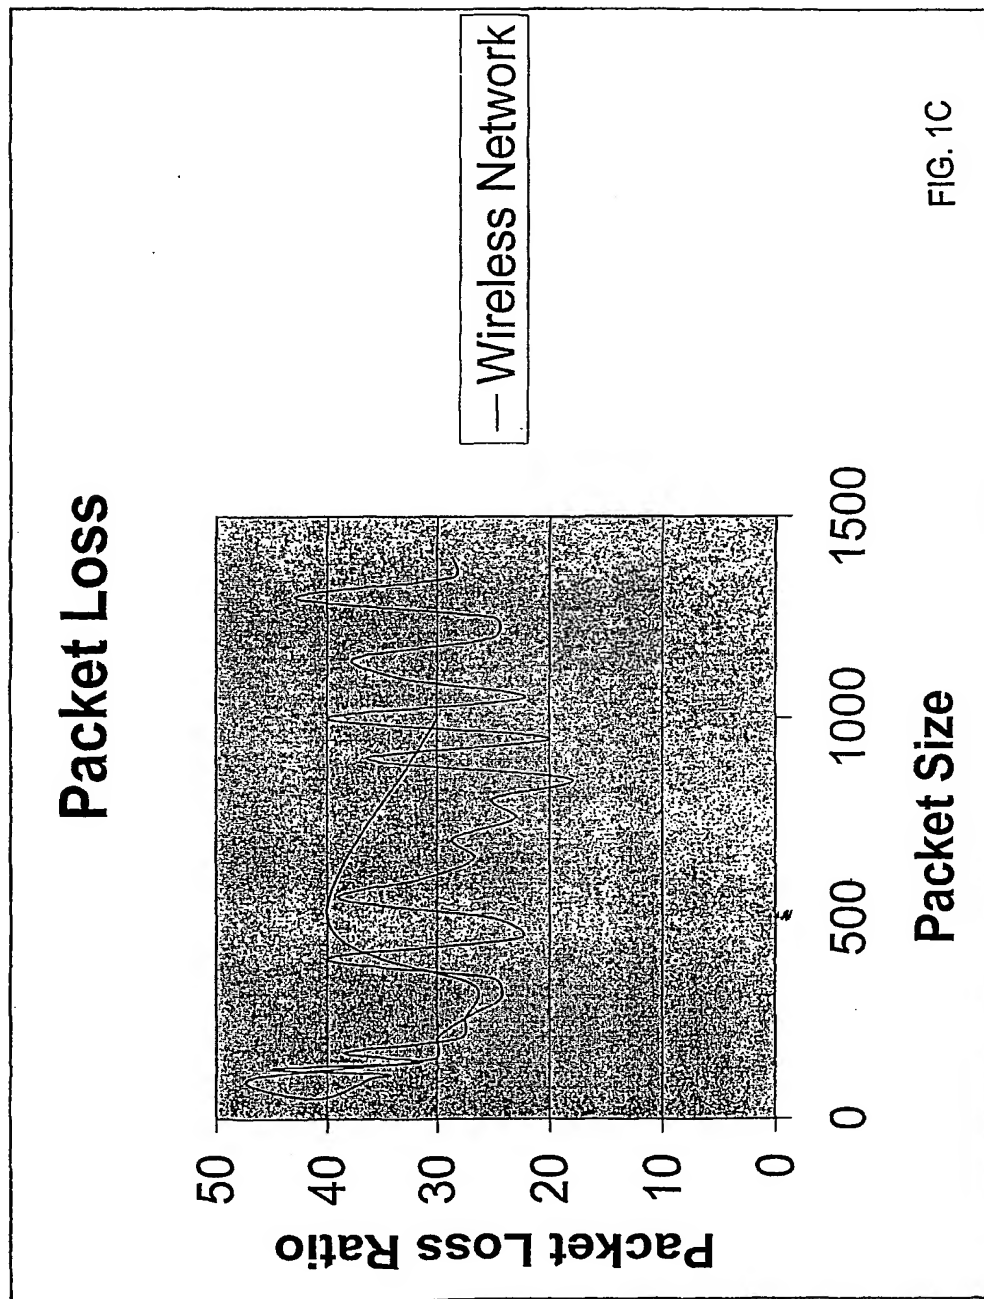 Packet Loss
Packet Loss Ratio
50
40
30
20
10
0
0
500
1000
1500
Packet Size
— Wireless Network
FIG. 1C